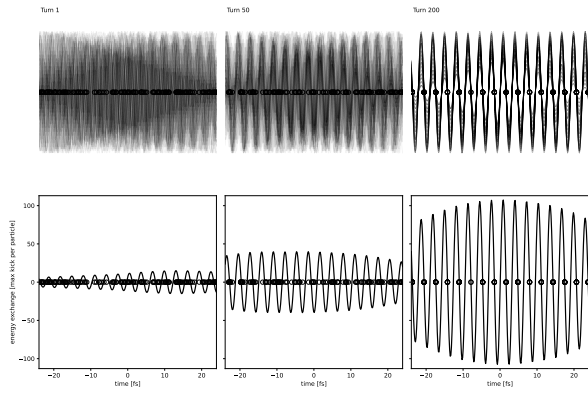 Turn 1
Turn 50
Turn 200
energy exchange [max kick per particle]
100
50
0
−50
−100
−20 −10 0 10 20
−20 −10 0 10 20
−20 −10 0 10 20
time [fs]
time [fs]
time [fs]